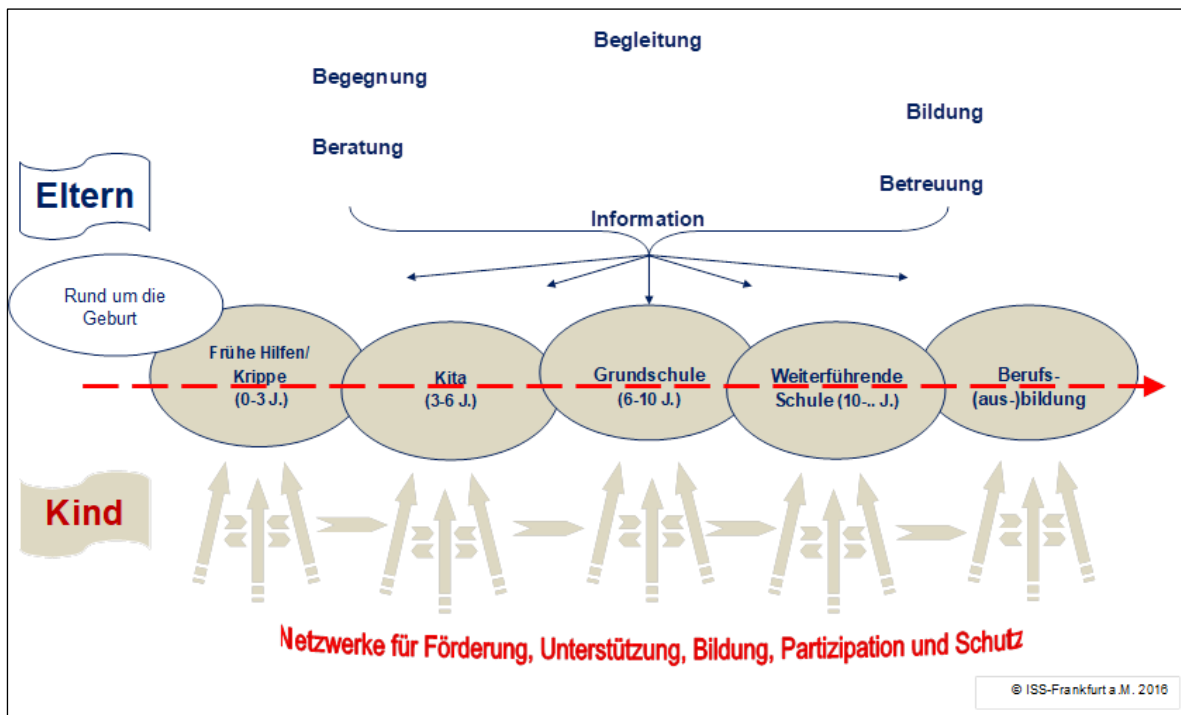 Begleitung
Begegnung
Bildung
Beratung
Eltern
Betreuung
Information
Rund um die
Geburt
Frühe Hilfen/
Krippe
(0-3 J.)
Kita
(3-6 J.)
Grundschule
(6-10 J.)
Weiterführende
Schule (10-.. J.)
Berufs-
(aus-)bildung
Kind
Netzwerke für Förderung, Unterstützung, Bildung, Partizipation und Schutz
© ISS-Frankfurt a.M. 2016